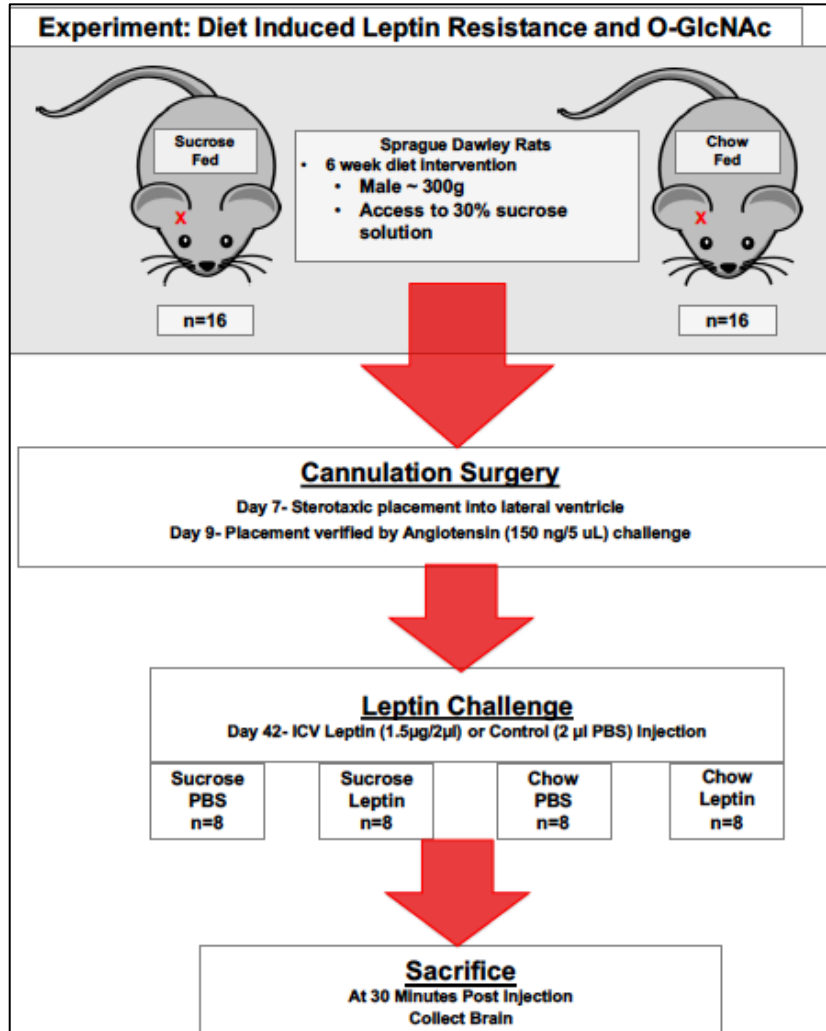 Experiment: Diet Induced Leptin Resistance and O-GlcNAc
Sucrose
Fed
X
n=16
Sprague Dawley Rats
• 6 week diet intervention
• Male ~ 300g
• Access to 30% sucrose
solution
Chow
Fed
X
n=16
Cannulation Surgery
Day 7- Sterotaxic placement into lateral ventricle
Day 9- Placement verified by Angiotensin (150 ng/5 uL) challenge
Leptin Challenge
Day 42- ICV Leptin (1.5µg/2µl) or Control (2 µl PBS) Injection
Sucrose
PBS
n=8
Sucrose
Leptin
n=8
Chow
PBS
n=8
Chow
Leptin
n=8
Sacrifice
At 30 Minutes Post Injection
Collect Brain